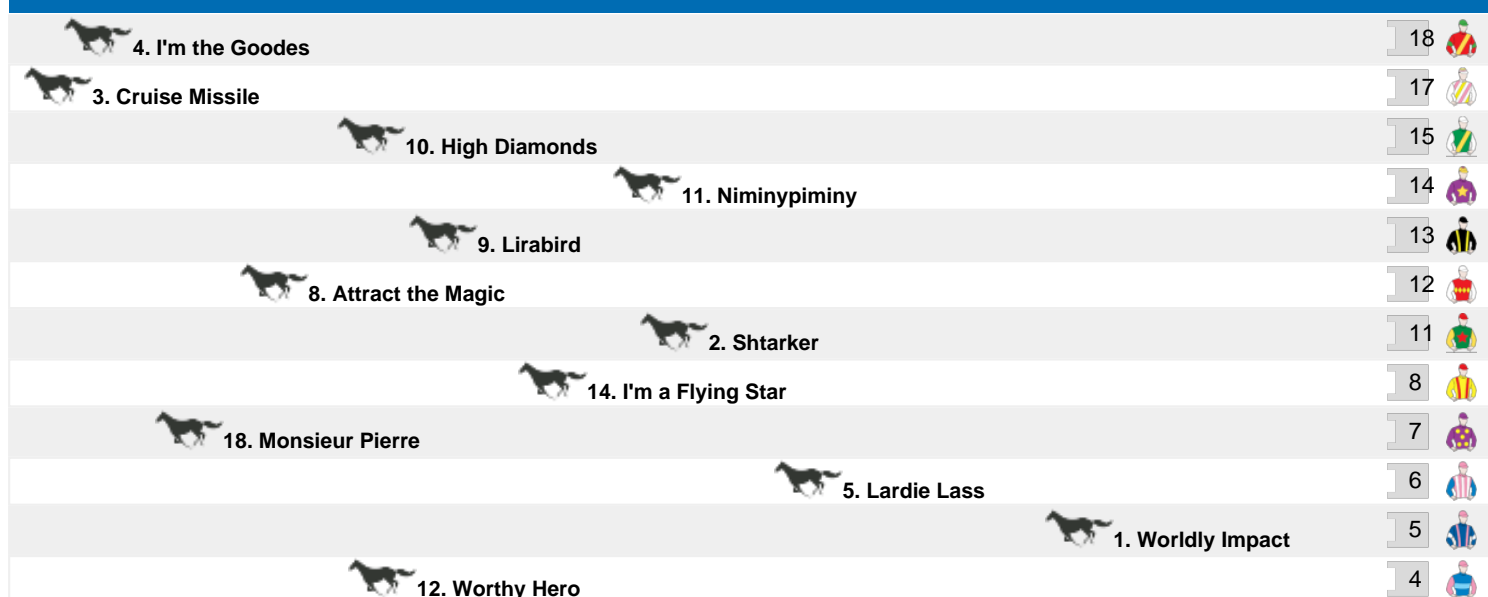 4. I'm the Goodes 18
3. Cruise Missile 17
10. High Diamonds 15
11. Niminypiminy 14
9. Lirabird 13
8. Attract the Magic 12
2. Shtarker 11
14. I'm a Flying Star 8
18. Monsieur Pierre 7
5. Lardie Lass 6
1. Worldly Impact 5
12. Worthy Hero 4